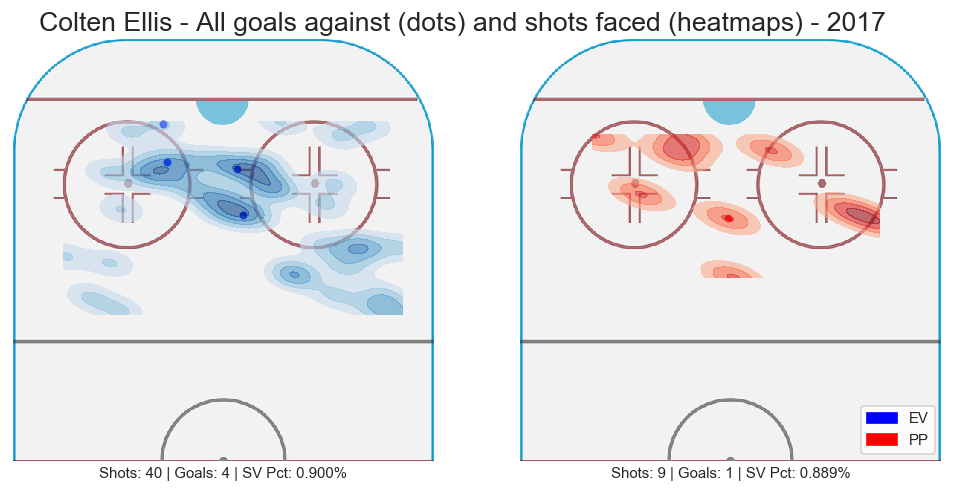 Colten Ellis - All goals against (dots) and shots faced (heatmaps) - 2017
EV
PP
Shots: 40 | Goals: 4 | SV Pct: 0.900%
Shots: 9 | Goals: 1 | SV Pct: 0.889%